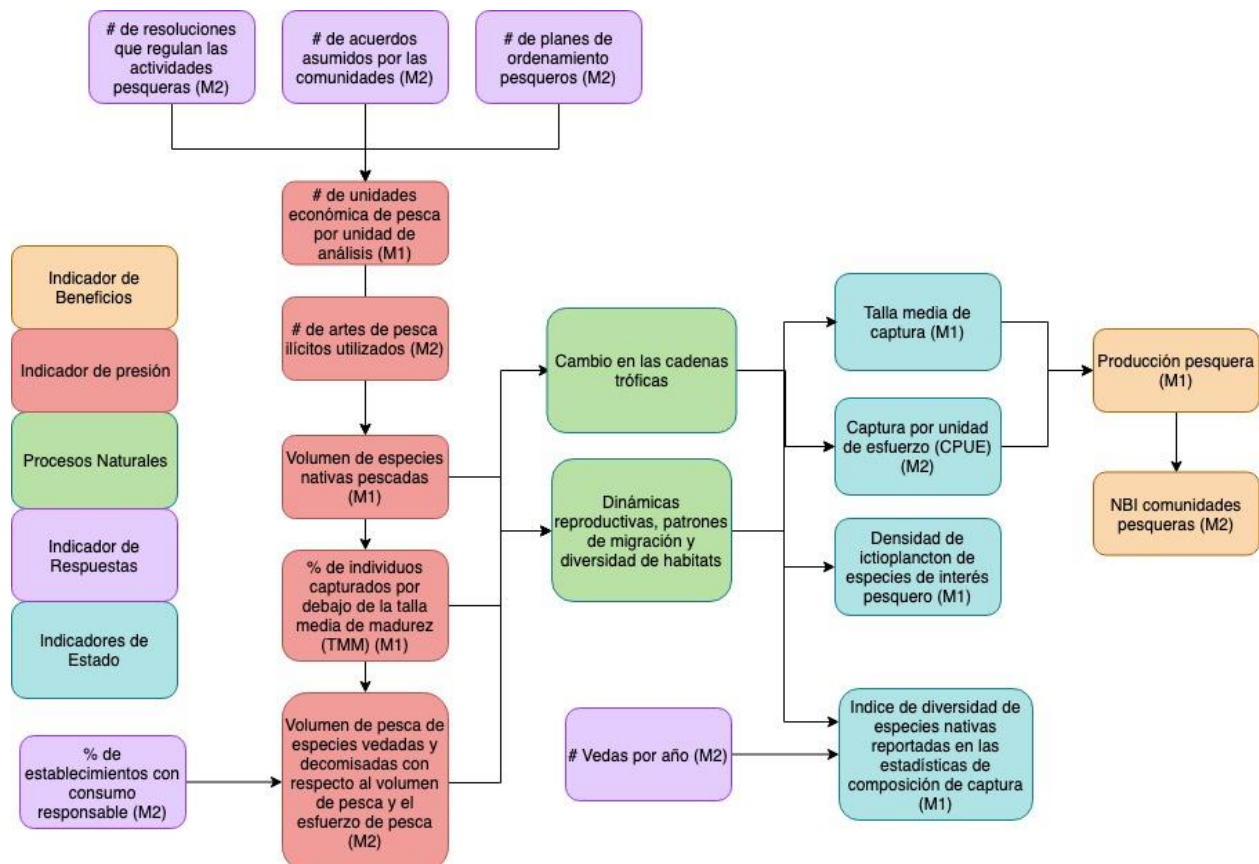 # de resoluciones
que regulan las
actividades
pesqueras (M2)
# de acuerdos
asumidos por las
comunidades (M2)
# de planes de
ordenamiento
pesqueros (M2)
# de unidades
económica de pesca
por unidad de
análisis (M1)
# de artes de pesca
ilícitos utilizados (M2)
Volumen de especies
nativas pescadas
(M1)
% de individuos
capturados por
debajo de la talla
media de madurez
(TMM) (M1)
Volumen de pesca de
especies vedadas y
decomisadas con
respecto al volumen
de pesca y el
esfuerzo de pesca
(M2)
Indicador de
Beneficios
Indicador de presión
Procesos Naturales
Indicador de
Respuestas
Indicadores de
Estado
% de
establecimientos con
consumo
responsable (M2)
Cambio en las cadenas
tróficas
Dinámicas
reproductivas, patrones
de migración y
diversidad de habitats
# Vedas por año (M2)
Talla media de
captura (M1)
Captura por unidad
de esfuerzo (CPUE)
(M2)
Densidad de
ictioplancton de
especies de interés
pesquero (M1)
Indice de diversidad de
especies nativas
reportadas en las
estadísticas de
composición de captura
(M1)
Producción pesquera
(M1)
NBI comunidades
pesqueras (M2)